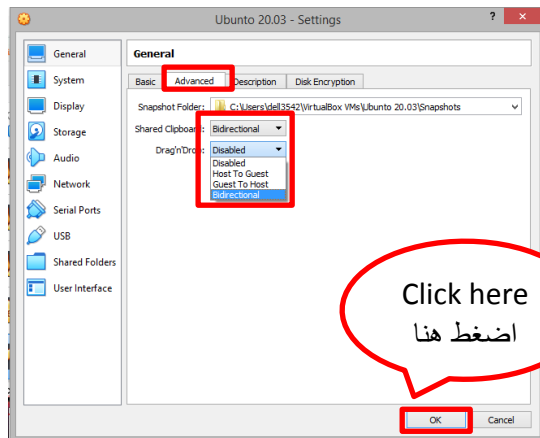 Ubunto 20.03 - Settings
? ×
General
System
Display
Storage
Audio
Network
Serial Ports
USB
Shared Folders
User Interface
General
Basic Advanced Description Disk Encryption
Snapshot Folder: C:\Users\dell3542\VirtualBox VMs\Ubunto 20.03\Snapshots
Shared Clipboard: Bidirectional
Drag'n'Drop: Disabled
Disabled
Host To Guest
Guest To Host
Bidirectional
Click here
اضغط هنا
OK Cancel